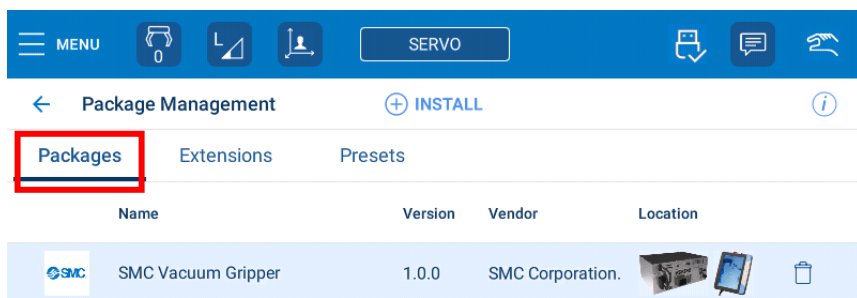 MENU 0 L SERVO
Package Management INSTALL i
Packages Extensions Presets
Name Version Vendor Location
SMC SMC Vacuum Gripper 1.0.0 SMC Corporation.